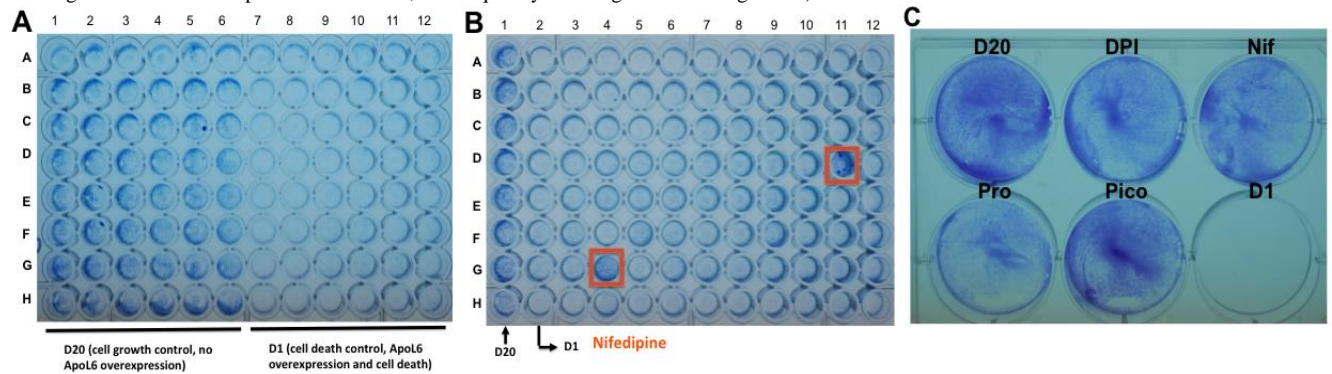 A
1 2 3 4 5 6 7 8 9 10 11 12
A
B
C
D
E
F
G
H
D20 (cell growth control, no
ApoL6 overexpression)
D1 (cell death control, ApoL6
overexpression and cell death)
B
1 2 3 4 5 6 7 8 9 10 11 12
A
B
C
D
E
F
G
H
D20
D1
Nifedipine
C
D20 DPI Nif
Pro Pico D1